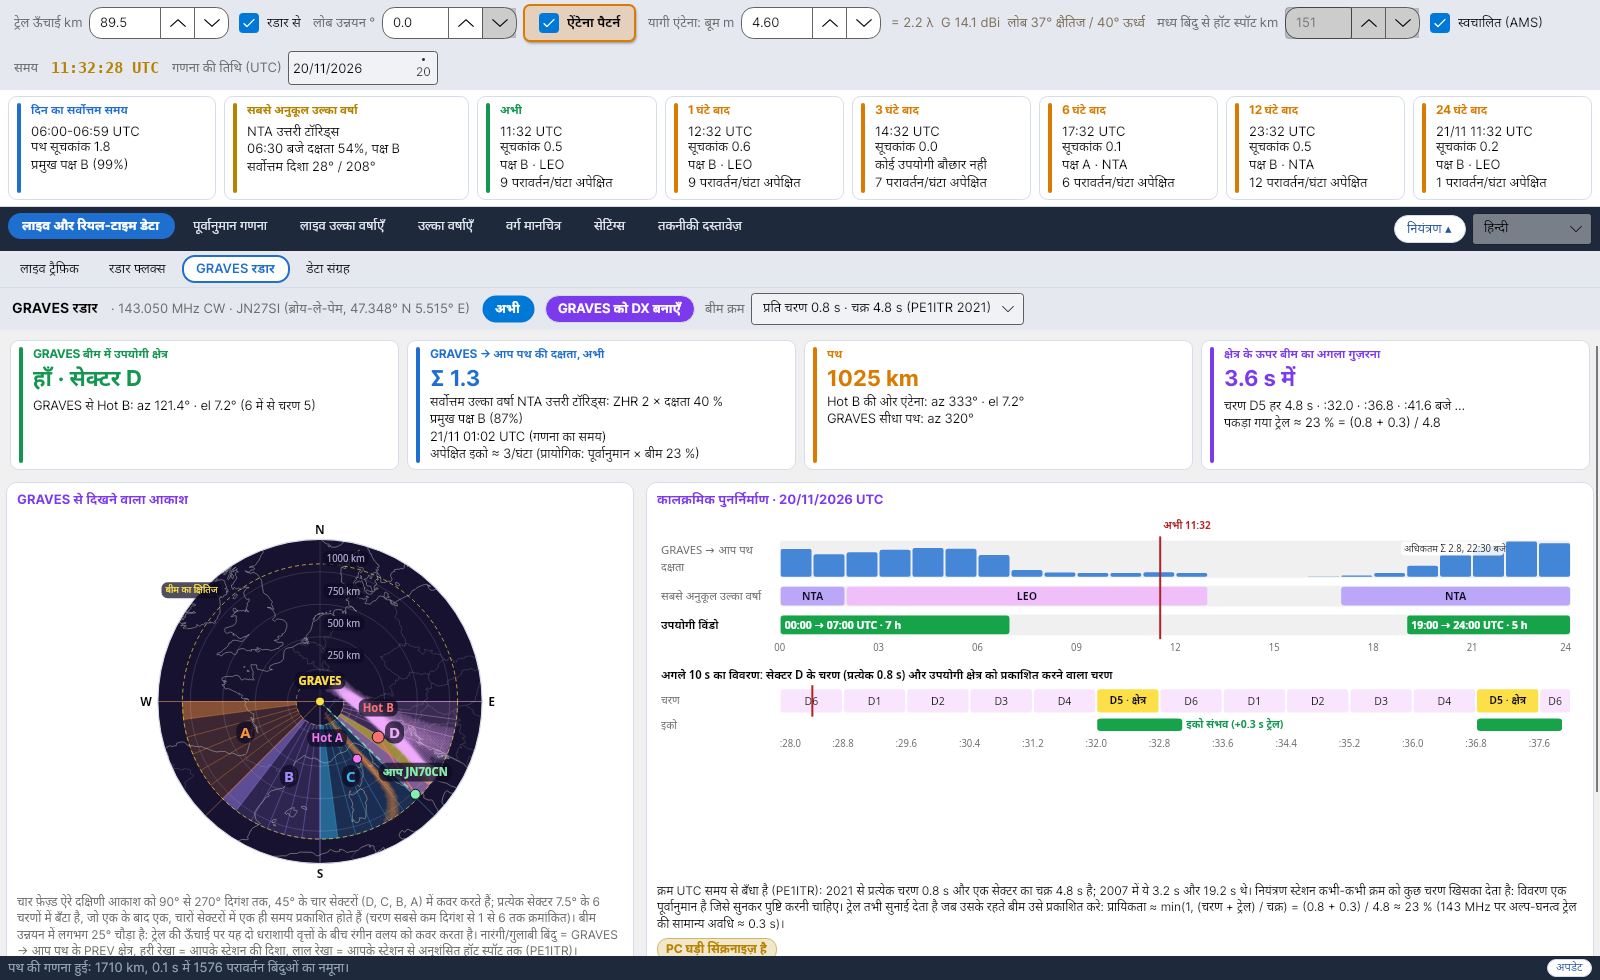 ट्रेल ऊँचाई km 89.5 रडार से लोब उन्नयन ° 0.0 ऐंटेना पैटर्न यागी एंटेना: बूम m 4.60 = 2.2 λ G 14.1 dBi लोब 37° क्षैतिज / 40° ऊर्ध्व मध्य बिंदु से हॉट स्पॉट km 151 स्वचालित (AMS)
समय 11:32:28 UTC गणना की तिथि (UTC) 20/11/2026 20
दिन का सर्वोत्तम समय
06:00-06:59 UTC
पथ सूचकांक 1.8
प्रमुख पक्ष B (99%)
सबसे अनुकूल उल्का वर्षा
NTA उत्तरी टॉरिड्स
06:30 बजे दक्षता 54%, पक्ष B
सर्वोत्तम दिशा 28° / 208°
अभी
11:32 UTC
सूचकांक 0.5
पक्ष B · LEO
9 परावर्तन/घंटा अपेक्षित
1 घंटे बाद
12:32 UTC
सूचकांक 0.6
पक्ष B · LEO
9 परावर्तन/घंटा अपेक्षित
3 घंटे बाद
14:32 UTC
सूचकांक 0.0
कोई उपयोगी बौछार नही
7 परावर्तन/घंटा अपेक्षित
6 घंटे बाद
17:32 UTC
सूचकांक 0.1
पक्ष A · NTA
6 परावर्तन/घंटा अपेक्षित
12 घंटे बाद
23:32 UTC
सूचकांक 0.5
पक्ष B · NTA
12 परावर्तन/घंटा अपेक्षित
24 घंटे बाद
21/11 11:32 UTC
सूचकांक 0.2
पक्ष B · LEO
1 परावर्तन/घंटा अपेक्षित
लाइव और रियल-टाइम डेटा पूर्वानुमान गणना लाइव उल्का वर्षाएँ उल्का वर्षाएँ वर्ग मानचित्र सेटिंग्स तकनीकी दस्तावेज़ नियंत्रण ▴ हिन्दी
लाइव ट्रैफ़िक रडार फ्लक्स GRAVES रडार डेटा संग्रह
GRAVES रडार · 143.050 MHz CW · JN27SI (ब्रोय-ले-पेम, 47.348° N 5.515° E) अभी GRAVES को DX बनाएँ बीम क्रम प्रति चरण 0.8 s · चक्र 4.8 s (PE1ITR 2021)
GRAVES बीम में उपयोगी क्षेत्र
हाँ · सेक्टर D
GRAVES से Hot B: az 121.4° · el 7.2° (6 में से चरण 5)
GRAVES → आप पथ की दक्षता, अभी
Σ 1.3
सर्वोत्तम उल्का वर्षा NTA उत्तरी टॉरिड्स: ZHR 2 × दक्षता 40 %
प्रमुख पक्ष B (87%)
21/11 01:02 UTC (गणना का समय)
अपेक्षित इको ≈ 3/घंटा (प्रायोगिक: पूर्वानुमान × बीम 23 %)
पथ
1025 km
Hot B की ओर एंटेना: az 333° · el 7.2°
GRAVES सीधा पथ: az 320°
क्षेत्र के ऊपर बीम का अगला गुज़रना
3.6 s में
चरण D5 हर 4.8 s · :32.0 · :36.8 · :41.6 बजे ...
पकड़ा गया ट्रेल ≈ 23 % = (0.8 + 0.3) / 4.8
GRAVES से दिखने वाला आकाश
N
1000 km
बीम का क्षितिज
750 km
500 km
250 km
GRAVES
W E
Hot B
Hot A
A D
B C
आप JN70CN
S
चार फ़ेज़्ड ऐरे दक्षिणी आकाश को 90° से 270° दिगंश तक, 45° के चार सेक्टरों (D, C, B, A) में कवर करते हैं; प्रत्येक सेक्टर 7.5° के 6
चरणों में बँटा है, जो एक के बाद एक, चारों सेक्टरों में एक ही समय प्रकाशित होते हैं (चरण सबसे कम दिगंश से 1 से 6 तक क्रमांकित)। बीम
उन्नयन में लगभग 25° चौड़ा है: ट्रेल की ऊँचाई पर यह दो धराशायी वृत्तों के बीच रंगीन वलय को कवर करता है। नारंगी/गुलाबी बिंदु = GRAVES
→ आप पथ के PREV क्षेत्र, हरी रेखा = आपके स्टेशन की दिशा, लाल रेखा = आपके स्टेशन से अनुशंसित हॉट स्पॉट तक (PE1ITR)।
कालक्रमिक पुनर्निर्माण · 20/11/2026 UTC
अभी 11:32
GRAVES → आप पथ
दक्षता
अधिकतम Σ 2.8, 22:30 बजे
सबसे अनुकूल उल्का वर्षा NTA LEO NTA
उपयोगी विंडो 00:00 → 07:00 UTC · 7 h 19:00 → 24:00 UTC · 5 h
00 03 06 09 12 15 18 21 24
अगले 10 s का विवरण: सेक्टर D के चरण (प्रत्येक 0.8 s) और उपयोगी क्षेत्र को प्रकाशित करने वाला चरण
चरण D6 D1 D2 D3 D4 D5 · क्षेत्र D6 D1 D2 D3 D4 D5 · क्षेत्र D6
इको इको संभव (+0.3 s ट्रेल)
:28.0 :28.8 :29.6 :30.4 :31.2 :32.0 :32.8 :33.6 :34.4 :35.2 :36.0 :36.8 :37.6
क्रम UTC समय से बँधा है (PE1ITR): 2021 से प्रत्येक चरण 0.8 s और एक सेक्टर का चक्र 4.8 s है; 2007 में ये 3.2 s और 19.2 s थे। नियंत्रण स्टेशन कभी-कभी क्रम को कुछ चरण खिसका देता है: विवरण एक
पूर्वानुमान है जिसे सुनकर पुष्टि करनी चाहिए। ट्रेल तभी सुनाई देता है जब उसके रहते बीम उसे प्रकाशित करे: प्रायिकता ≈ min(1, (चरण + ट्रेल) / चक्र) = (0.8 + 0.3) / 4.8 ≈ 23 % (143 MHz पर अल्प-घनत्व ट्रेल
की सामान्य अवधि ≈ 0.3 s)।
PC घड़ी सिंक्रनाइज़ है
पथ की गणना हुई: 1710 km, 0.1 s में 1576 परावर्तन बिंदुओं का नमूना। अपडेट